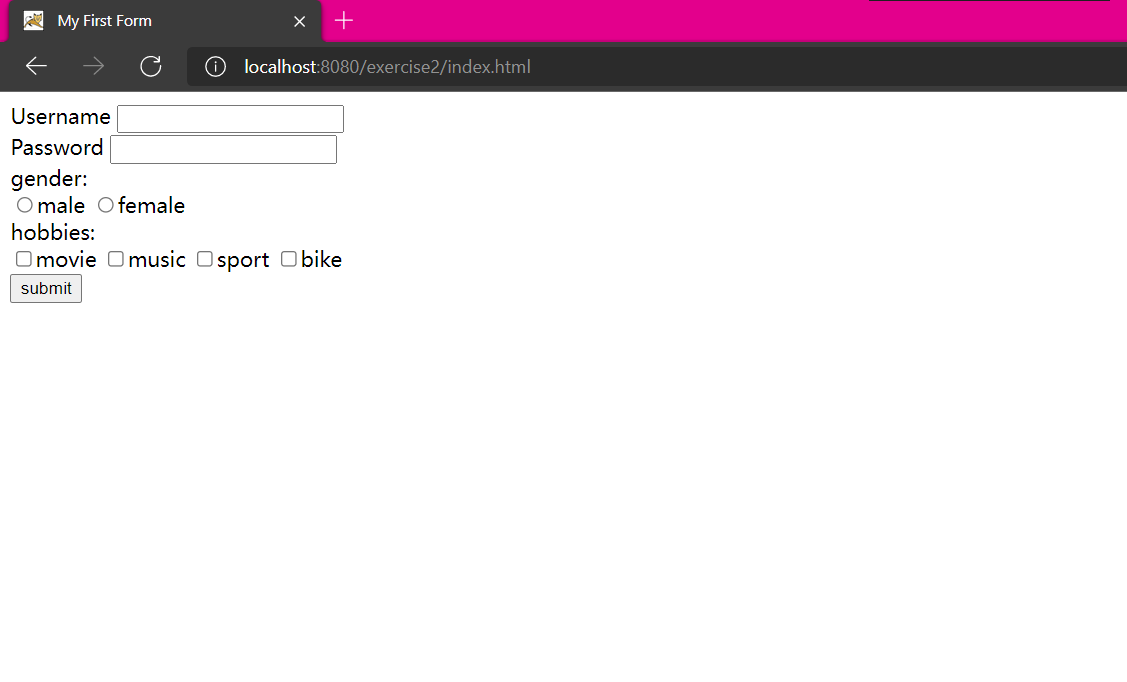 My First Form
localhost:8080/exercise2/index.html
Username
Password
gender:
male female
hobbies:
movie music sport bike
submit